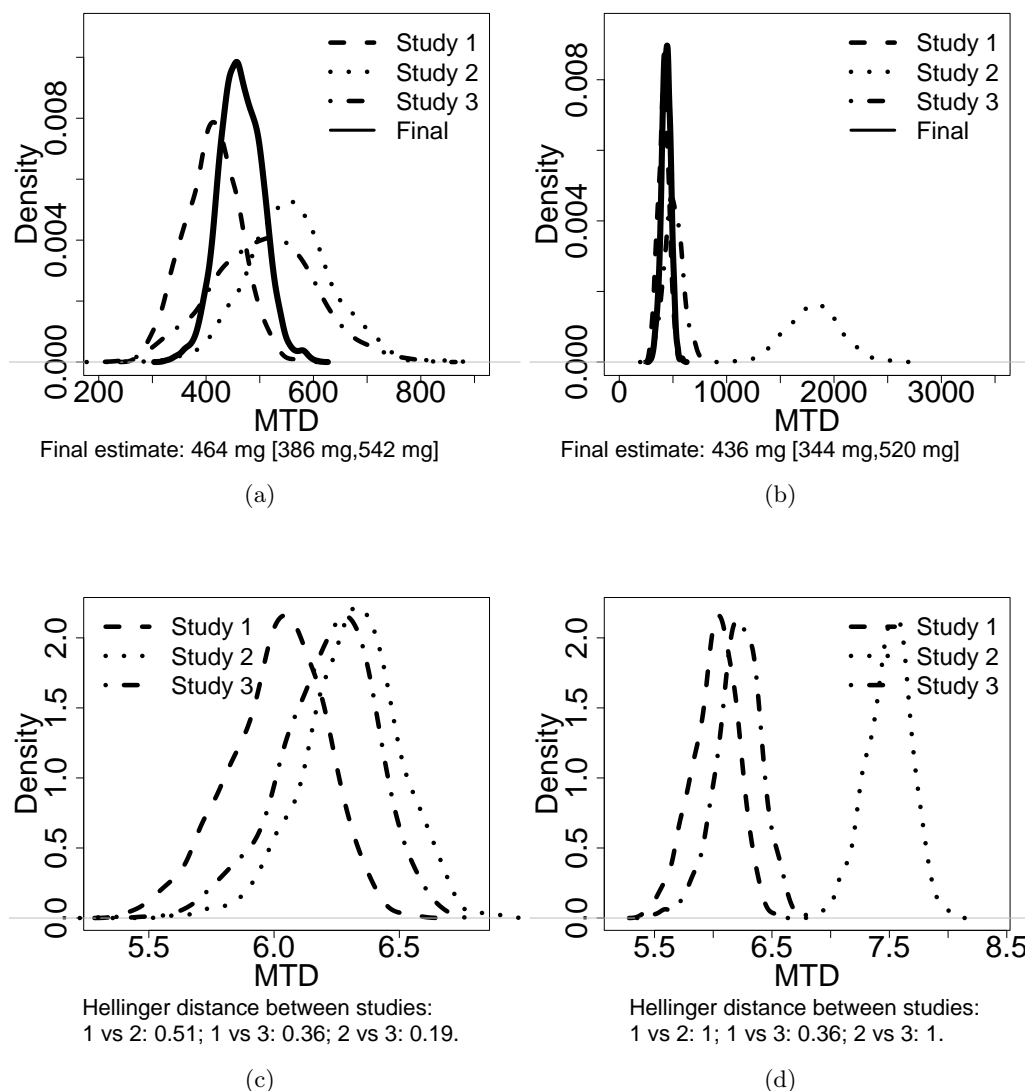 Density
0.000 0.004 0.008
Study 1
Study 2
Study 3
Final
200 400 600 800
MTD
Final estimate: 464 mg [386 mg,542 mg]
(a)
Density
0.000 0.004 0.008
Study 1
Study 2
Study 3
Final
0 1000 2000 3000
MTD
Final estimate: 436 mg [344 mg,520 mg]
(b)
Density
0.0 0.5 1.0 1.5 2.0
Study 1
Study 2
Study 3
5.5 6.0 6.5
MTD
Hellinger distance between studies:
1 vs 2: 0.51; 1 vs 3: 0.36; 2 vs 3: 0.19.
(c)
Density
0.0 0.5 1.0 1.5 2.0
Study 1
Study 2
Study 3
5.5 6.5 7.5 8.5
MTD
Hellinger distance between studies:
1 vs 2: 1; 1 vs 3: 0.36; 2 vs 3: 1.
(d)